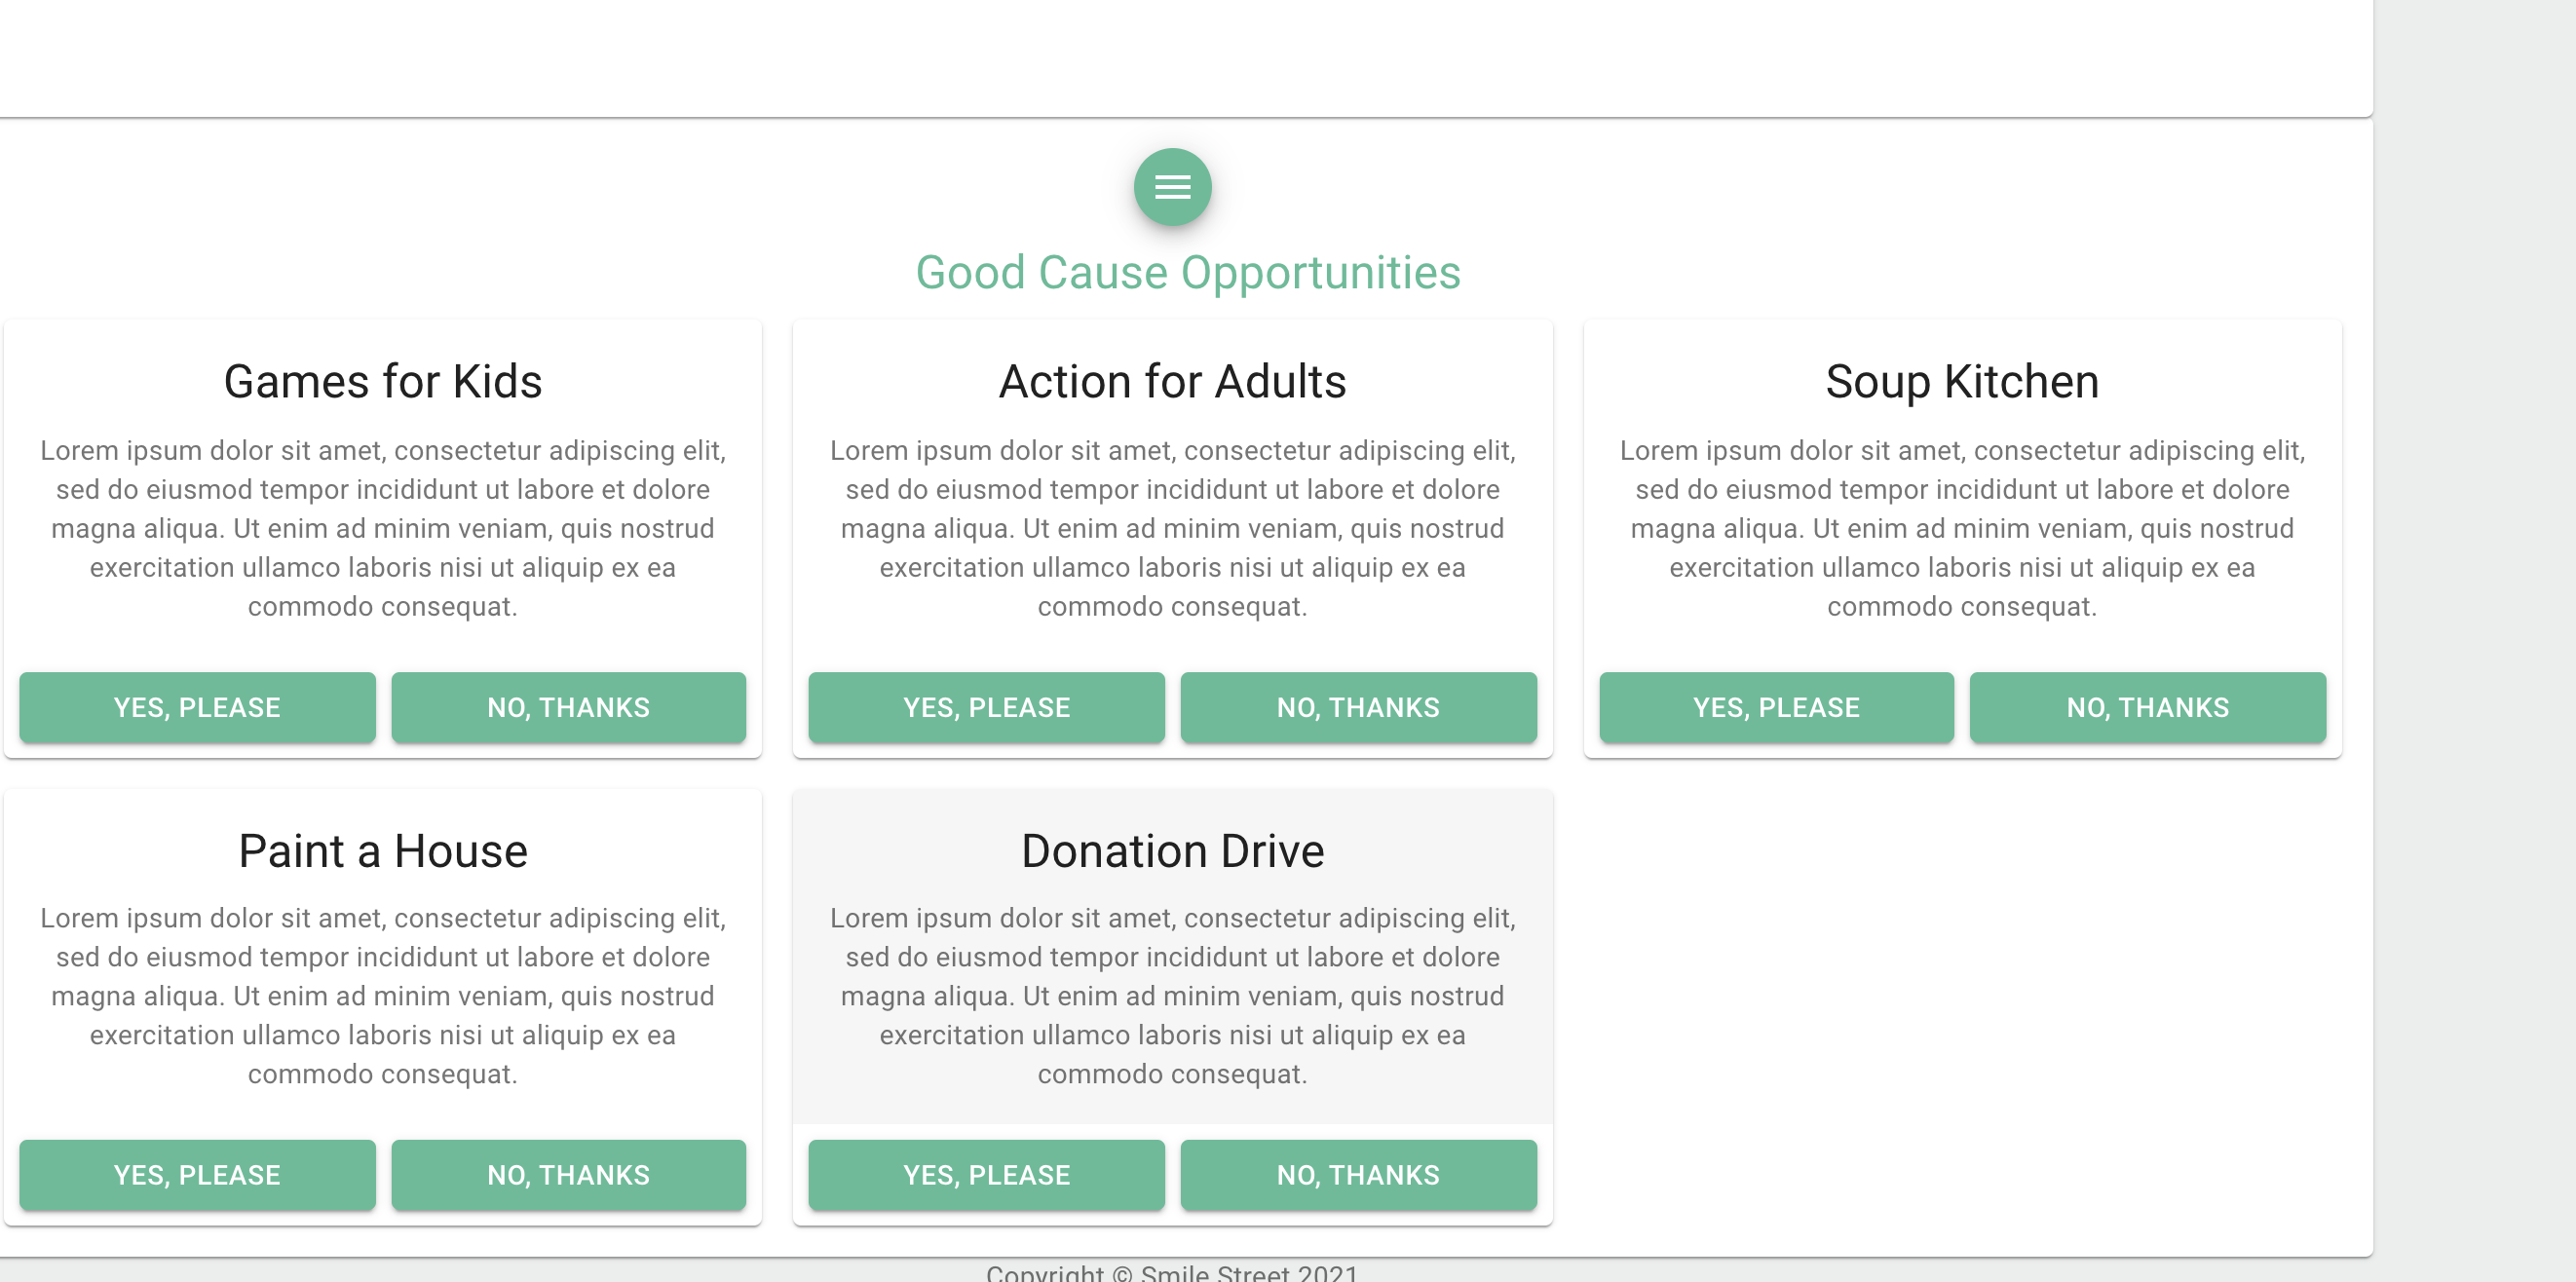 Good Cause Opportunities
Games for Kids
Lorem ipsum dolor sit amet, consectetur adipiscing elit,
sed do eiusmod tempor incididunt ut labore et dolore
magna aliqua. Ut enim ad minim veniam, quis nostrud
exercitation ullamco laboris nisi ut aliquip ex ea
commodo consequat.
YES, PLEASE
NO, THANKS
Action for Adults
Lorem ipsum dolor sit amet, consectetur adipiscing elit,
sed do eiusmod tempor incididunt ut labore et dolore
magna aliqua. Ut enim ad minim veniam, quis nostrud
exercitation ullamco laboris nisi ut aliquip ex ea
commodo consequat.
YES, PLEASE
NO, THANKS
Soup Kitchen
Lorem ipsum dolor sit amet, consectetur adipiscing elit,
sed do eiusmod tempor incididunt ut labore et dolore
magna aliqua. Ut enim ad minim veniam, quis nostrud
exercitation ullamco laboris nisi ut aliquip ex ea
commodo consequat.
YES, PLEASE
NO, THANKS
Paint a House
Lorem ipsum dolor sit amet, consectetur adipiscing elit,
sed do eiusmod tempor incididunt ut labore et dolore
magna aliqua. Ut enim ad minim veniam, quis nostrud
exercitation ullamco laboris nisi ut aliquip ex ea
commodo consequat.
YES, PLEASE
NO, THANKS
Donation Drive
Lorem ipsum dolor sit amet, consectetur adipiscing elit,
sed do eiusmod tempor incididunt ut labore et dolore
magna aliqua. Ut enim ad minim veniam, quis nostrud
exercitation ullamco laboris nisi ut aliquip ex ea
commodo consequat.
YES, PLEASE
NO, THANKS
Copyright © Smile Street 2021.